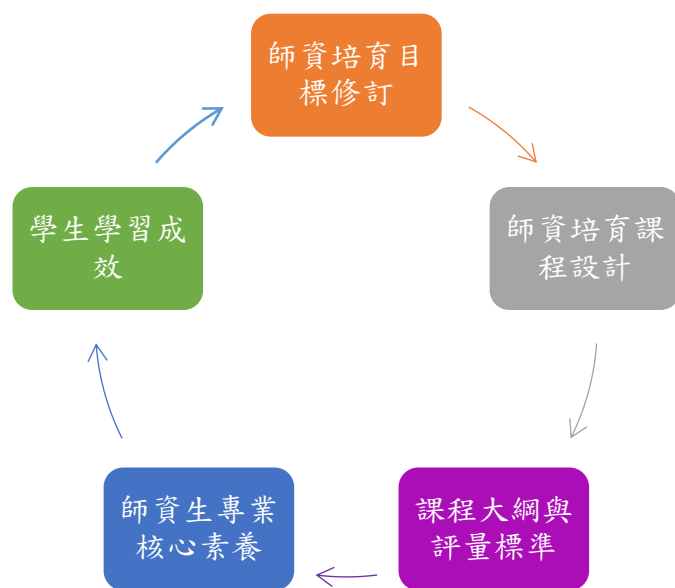 師資培育目
標修訂
師資培育課
程設計
課程大綱與
評量標準
師資生專業
核心素養
學生學習成
效